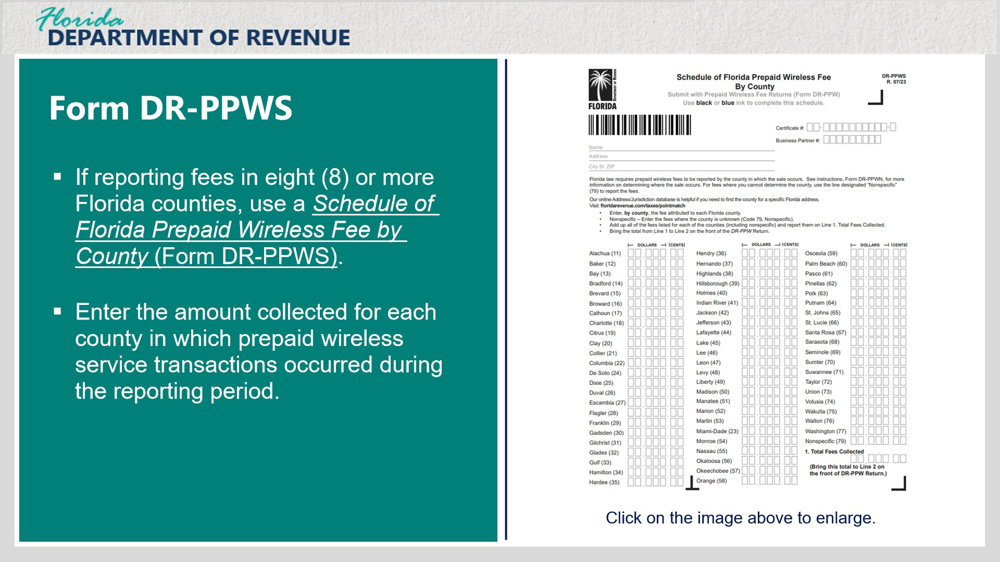 Florida
DEPARTMENT OF REVENUE
Form DR-PPWS
▪ If reporting fees in eight (8) or more
Florida counties, use a Schedule of
Florida Prepaid Wireless Fee by
County (Form DR-PPWS).
▪ Enter the amount collected for each
county in which prepaid wireless
service transactions occurred during
the reporting period.
DEPARTMENT OF REVENUE
FLORIDA
Schedule of Florida Prepaid Wireless Fee
By County
Submit with Prepaid Wireless Fee Returns (Form DR-PPW)
Use black or blue ink to complete this schedule.
DR-PPWS
R. 07/23
Certificate #:
Business Partner #:
Name
Address
City St ZIP
Florida law requires prepaid wireless fees to be reported by the county in which the sale occurs. See instructions, Form DR-PPWN, for more
information on determining where the sale occurs. For fees where you cannot determine the county, use the line designated "Nonspecific"
(79) to report the fees.
Our online Address/Jurisdiction database is helpful if you need to find the county for a specific Florida address.
Visit: floridarevenue.com/taxes/pointmatch
• Enter, by county, the fee attributed to each Florida county.
• Nonspecific – Enter the fees where the county is unknown (Code 79, Nonspecific).
• Add up all of the fees listed for each of the counties (including nonspecific) and report them on Line 1. Total Fees Collected.
• Bring the total from Line 1 to Line 2 on the front of the DR-PPW Return.
DOLLARS CENTS
Alachua (11)
Baker (12)
Bay (13)
Bradford (14)
Brevard (15)
Broward (16)
Calhoun (17)
Charlotte (18)
Citrus (19)
Clay (20)
Collier (21)
Columbia (22)
De Soto (24)
Dixie (25)
Duval (26)
Escambia (27)
Flagler (28)
Franklin (29)
Gadsden (30)
Gilchrist (31)
Glades (32)
Gulf (33)
Hamilton (34)
Hardee (35)
DOLLARS CENTS
Hendry (36)
Hernando (37)
Highlands (38)
Hillsborough (39)
Holmes (40)
Indian River (41)
Jackson (42)
Jefferson (43)
Lafayette (44)
Lake (45)
Lee (46)
Leon (47)
Levy (48)
Liberty (49)
Madison (50)
Manatee (51)
Marion (52)
Martin (53)
Miami-Dade (23)
Monroe (54)
Nassau (55)
Okaloosa (56)
Okeechobee (57)
Orange (58)
DOLLARS CENTS
Osceola (59)
Palm Beach (60)
Pasco (61)
Pinellas (62)
Polk (63)
Putnam (64)
St. Johns (65)
St. Lucie (66)
Santa Rosa (67)
Sarasota (68)
Seminole (69)
Sumter (70)
Suwannee (71)
Taylor (72)
Union (73)
Volusia (74)
Wakulla (75)
Walton (76)
Washington (77)
Nonspecific (79)
1. Total Fees Collected
(Bring this total to Line 2 on
the front of DR-PPW Return.)
Click on the image above to enlarge.